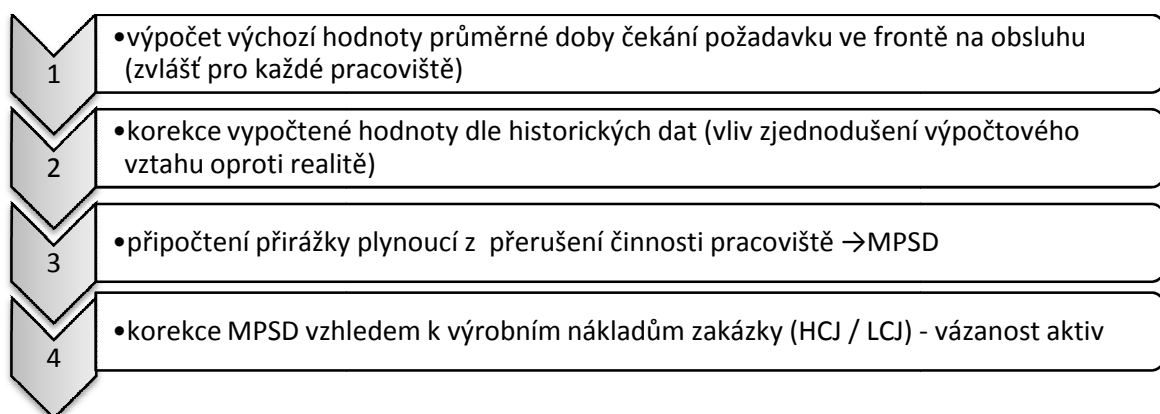 1
•výpočet výchozí hodnoty průměrné doby čekání požadavku ve frontě na obsluhu
(zvlášť pro každé pracoviště)
2
•korekce vypočtené hodnoty dle historických dat (vliv zjednodušení výpočtového
vztahu oproti realitě)
3
•připočtení přirážky plynoucí z přerušení činnosti pracoviště →MPSD
4
•korekce MPSD vzhledem k výrobním nákladům zakázky (HCJ / LCJ) - vázanost aktiv